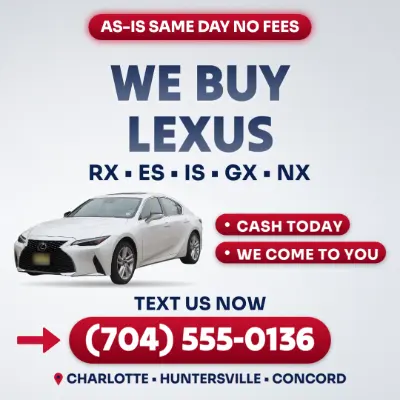 AS-IS SAME DAY NO FEES
WE BUY
LEXUS
RX ▪ ES ▪ IS ▪ GX ▪ NX
• CASH TODAY
• WE COME TO YOU
TEXT US NOW
(704) 555-0136
CHARLOTTE ▪ HUNTERSVILLE ▪ CONCORD